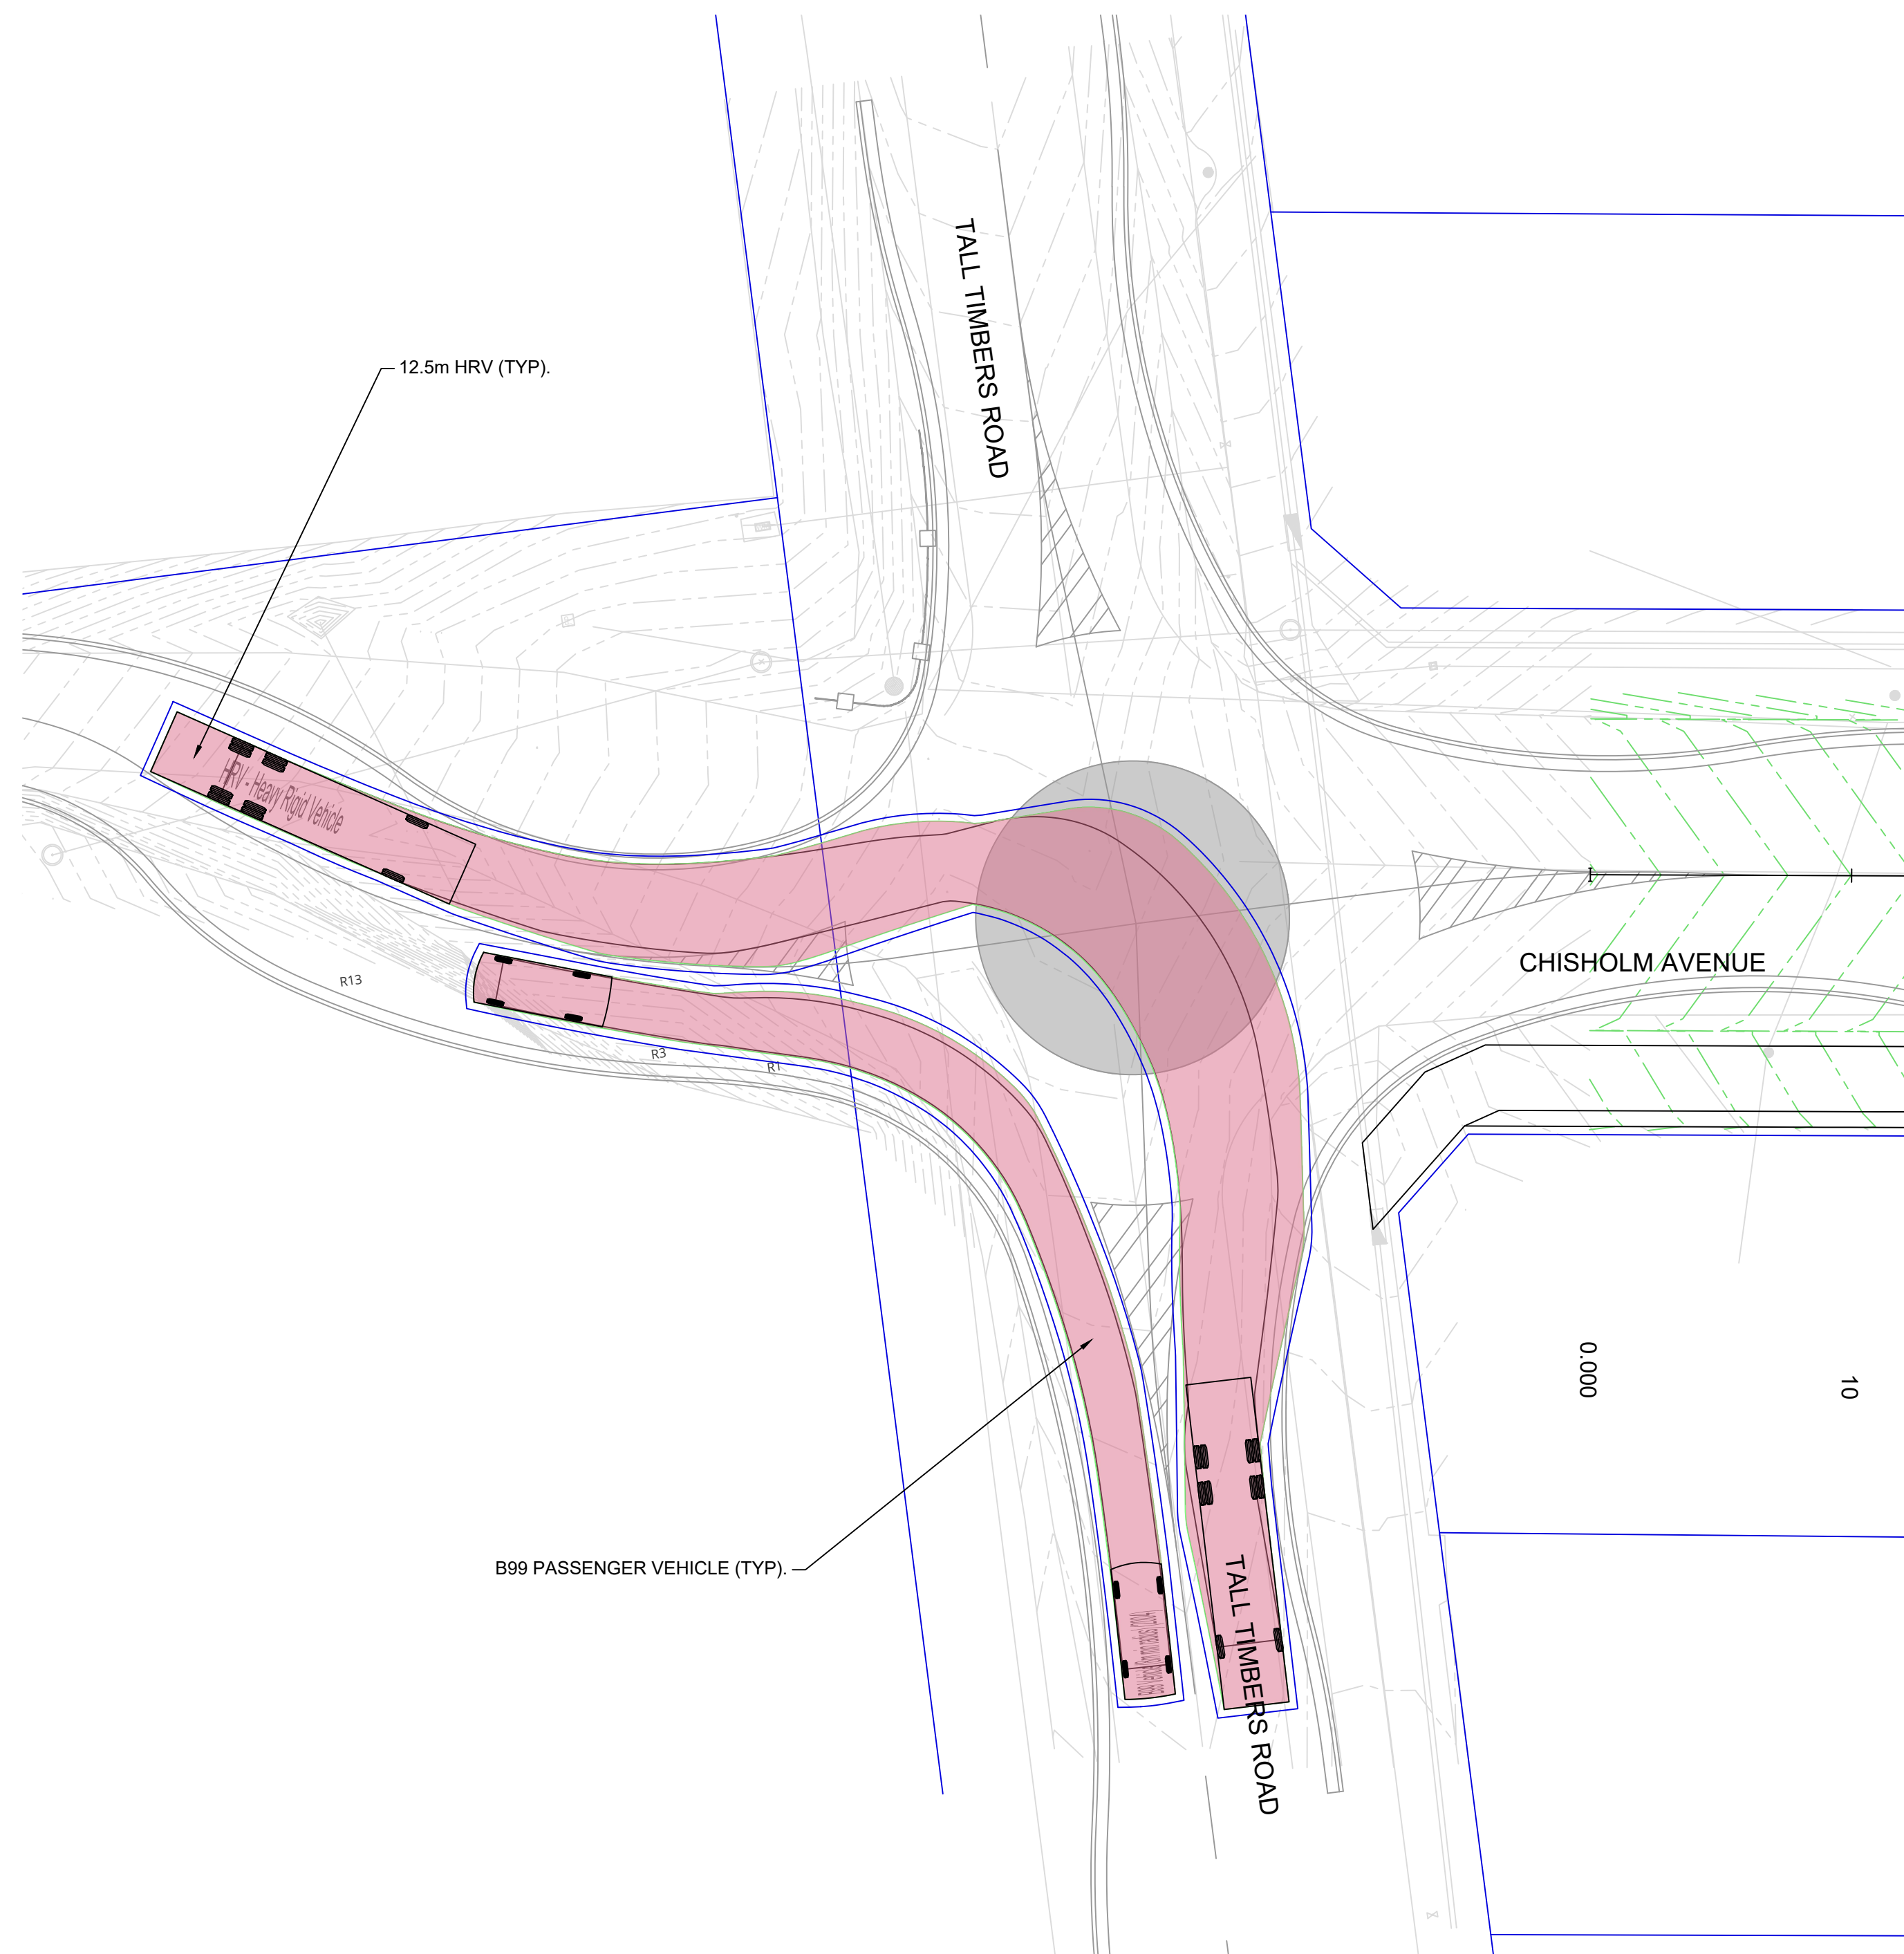 TALL TIMBERS ROAD
12.5m HRV (TYP).
HRV - Heavy Rigid Vehicle
CHISHOLM AVENUE
R13
R3
R1
0.000
10
B99 PASSENGER VEHICLE (TYP).
TALL TIMBERS ROAD